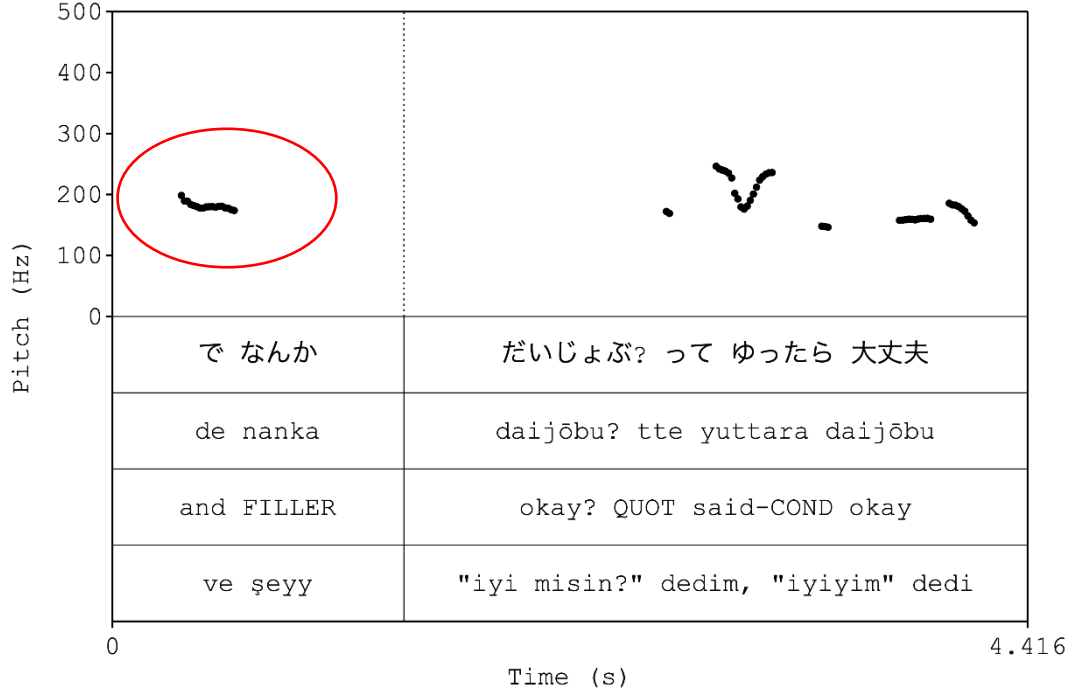 500
400
300
200
100
0
Pitch (Hz)
で なんか だいじょぶ? って ゆったら 大丈夫
de nanka daijōbu? tte yuttara daijōbu
and FILLER okay? QUOT said-COND okay
ve şeyy "iyi misin?" dedim, "iyiyim" dedi
0 4.416
Time (s)